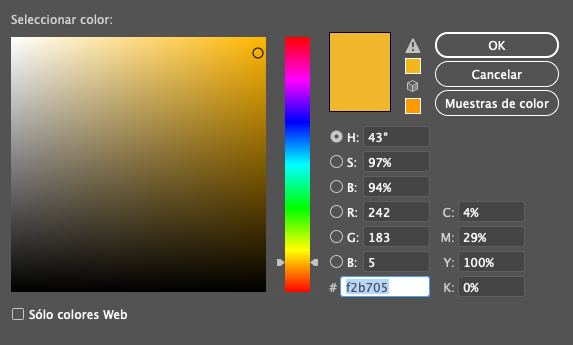 Seleccionar color:
OK
Cancelar
Muestras de color
H: 43°
S: 97%
B: 94%
R: 242 C: 4%
G: 183 M: 29%
B: 5 Y: 100%
# f2b705 K: 0%
Sólo colores Web